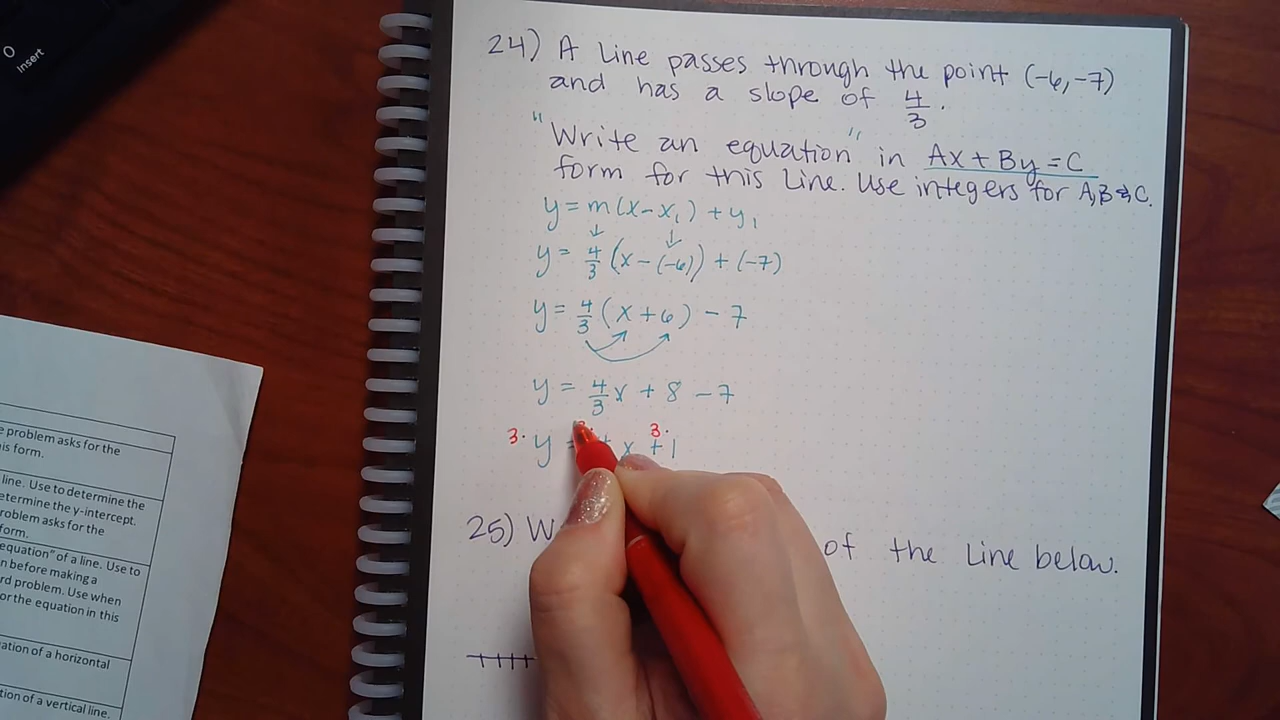 O
Insert
24) A Line passes through the point (-6,-7)
and has a slope of 4/3.
"Write an equation" in Ax + By = C
form for this Line. Use integers for A, B & C.
y = m(x-x₁) + y₁
y = 4/3 (x-(-6)) + (-7)
y = 4/3 (x+6) - 7
y = 4/3x + 8 - 7
3· y = x 3· +1
25) W of the Line below.
e problem asks for the
is form.
line. Use to determine the
etermine the y-intercept.
roblem asks for the
form.
equation" of a line. Use to
n before making a
rd problem. Use when
or the equation in this
ation of a horizontal
tion of a vertical line.